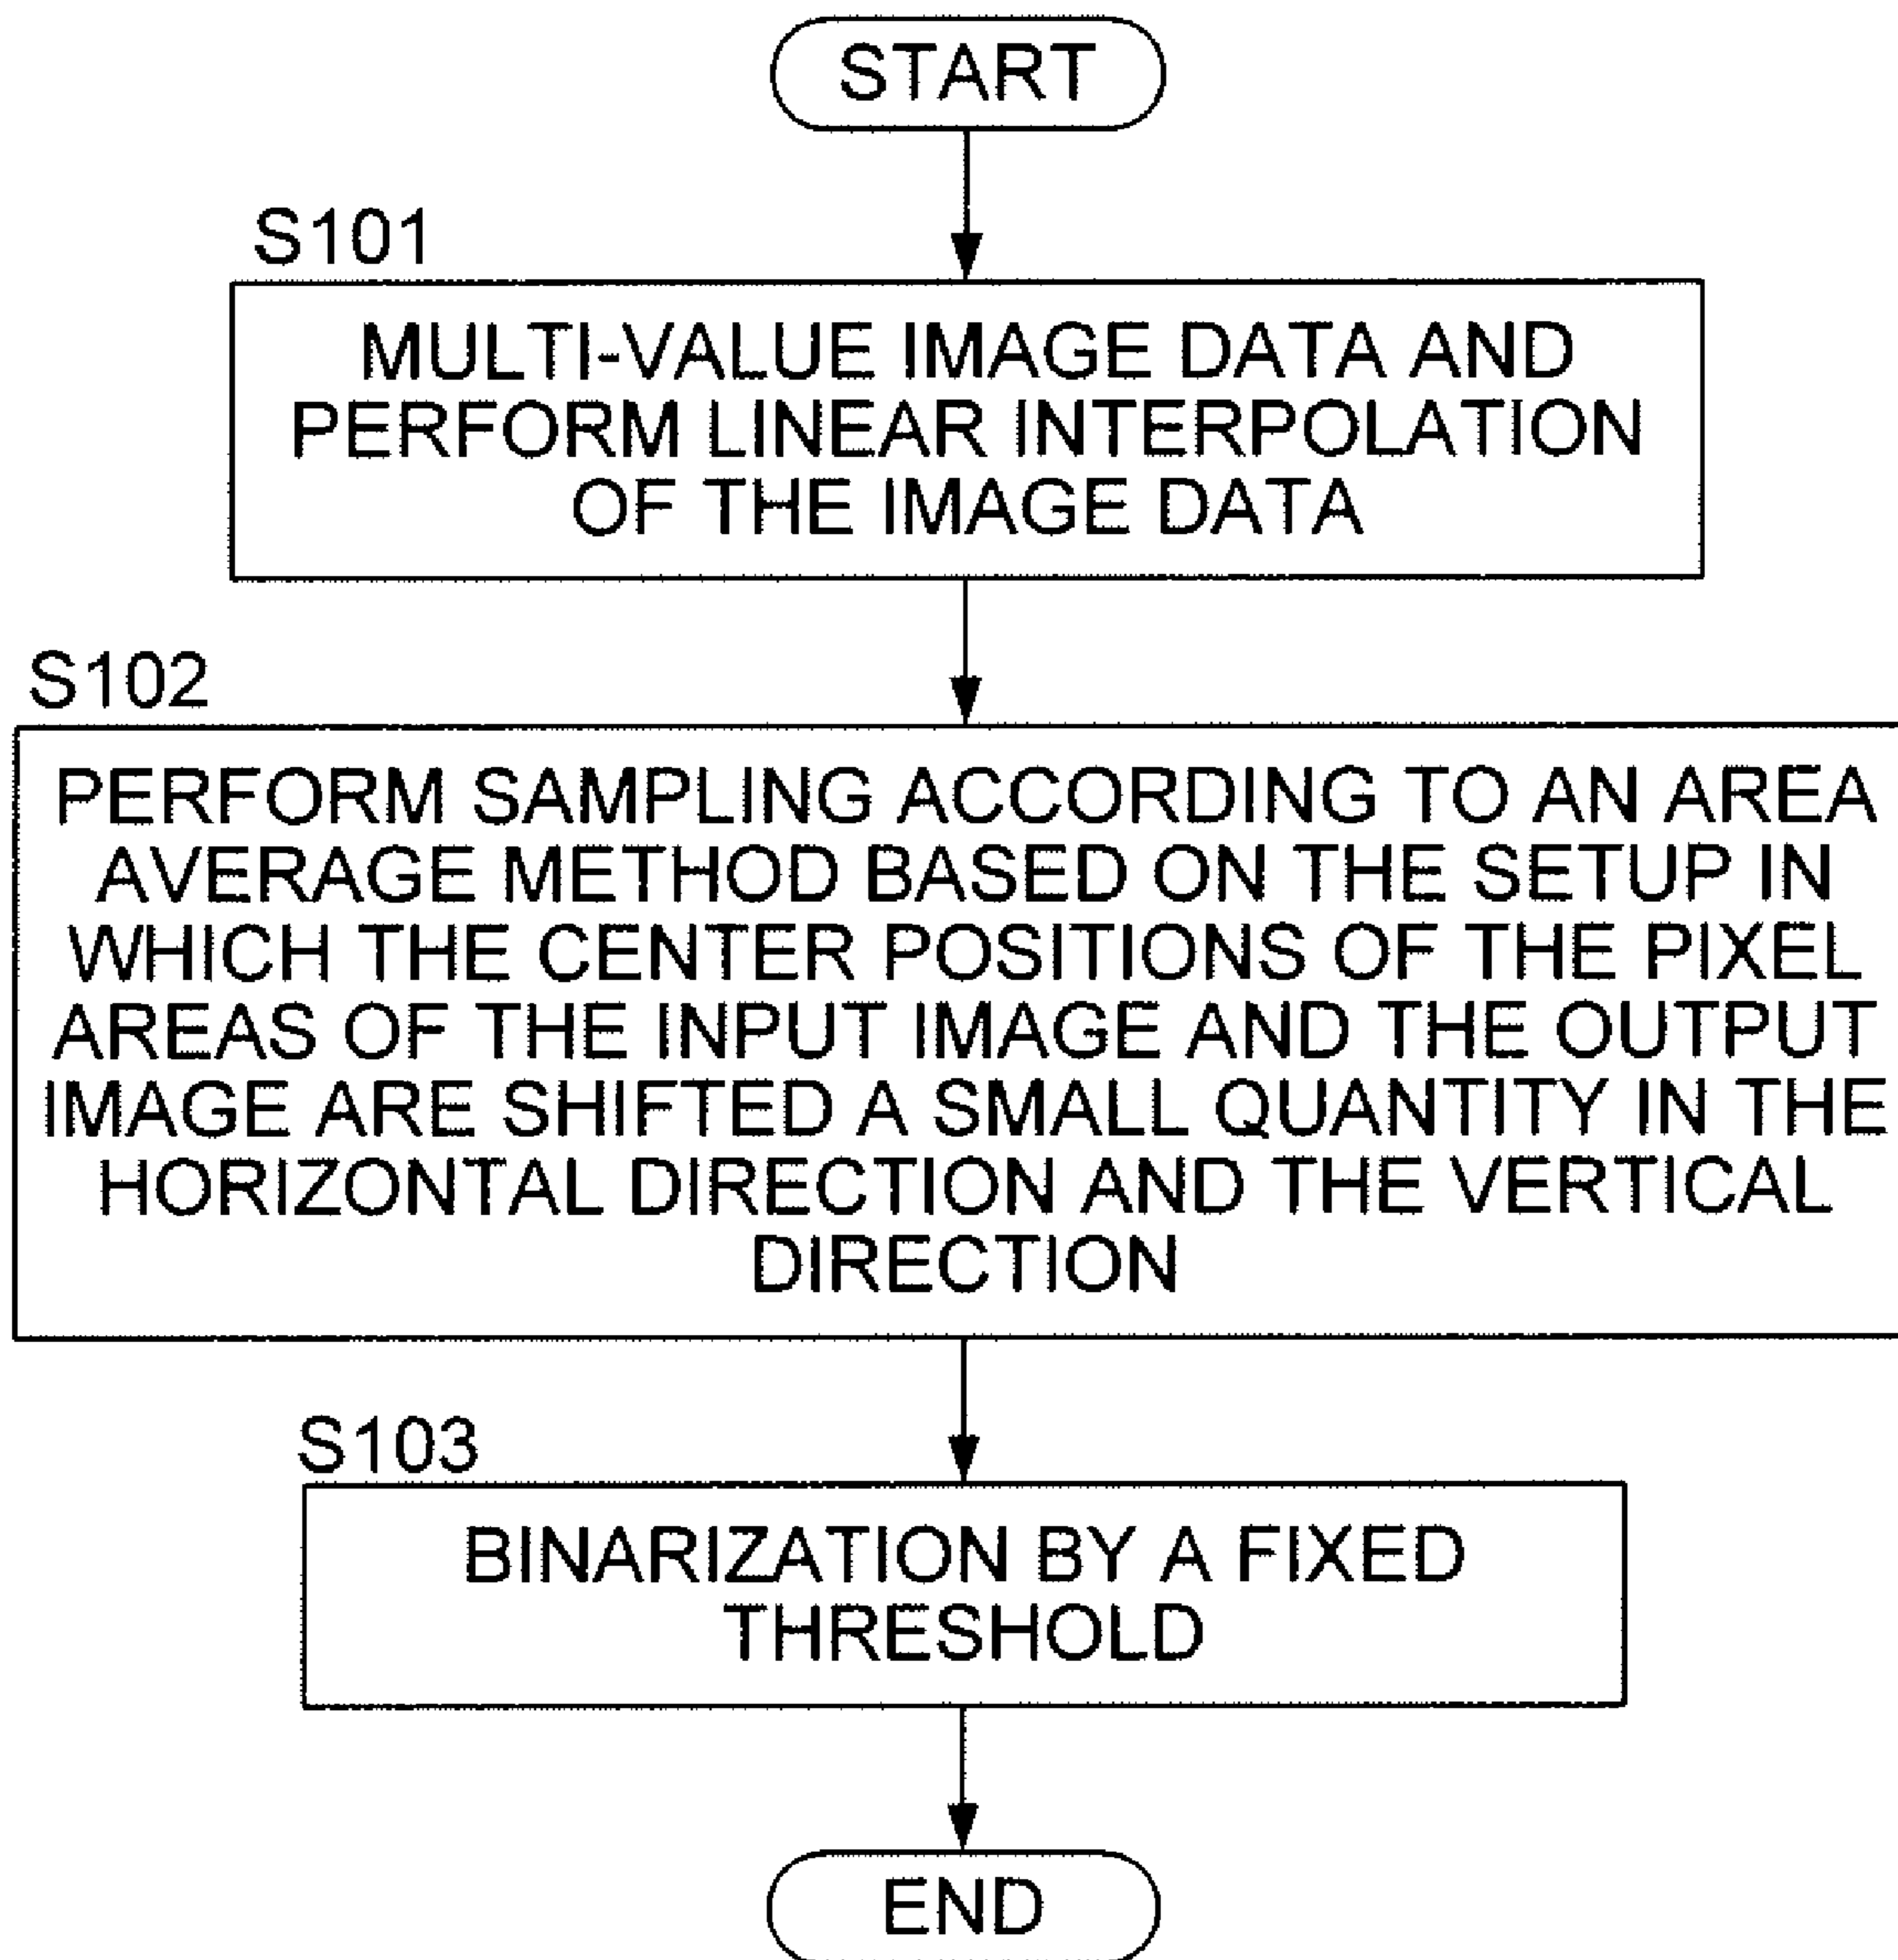 START
S101
MULTI-VALUE IMAGE DATA AND
PERFORM LINEAR INTERPOLATION
OF THE IMAGE DATA
S102
PERFORM SAMPLING ACCORDING TO AN AREA
AVERAGE METHOD BASED ON THE SETUP IN
WHICH THE CENTER POSITIONS OF THE PIXEL
AREAS OF THE INPUT IMAGE AND THE OUTPUT
IMAGE ARE SHIFTED A SMALL QUANTITY IN THE
HORIZONTAL DIRECTION AND THE VERTICAL
DIRECTION
S103
BINARIZATION BY A FIXED
THRESHOLD
END